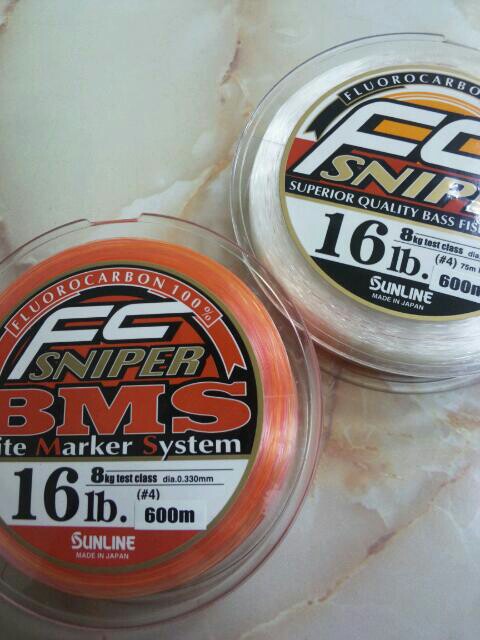 FLUOROCARBON
FC
SNIPER
SUPERIOR QUALITY BASS
16 lb.
8kg test class dia.
(#4) 75m
600m
SUNLINE
MADE IN JAPAN
FLUOROCARBON 100%
FC
SNIPER
BMS
ite Marker System
16 lb.
8kg test class dia.0.330mm
(#4)
600m
SUNLINE
MADE IN JAPAN